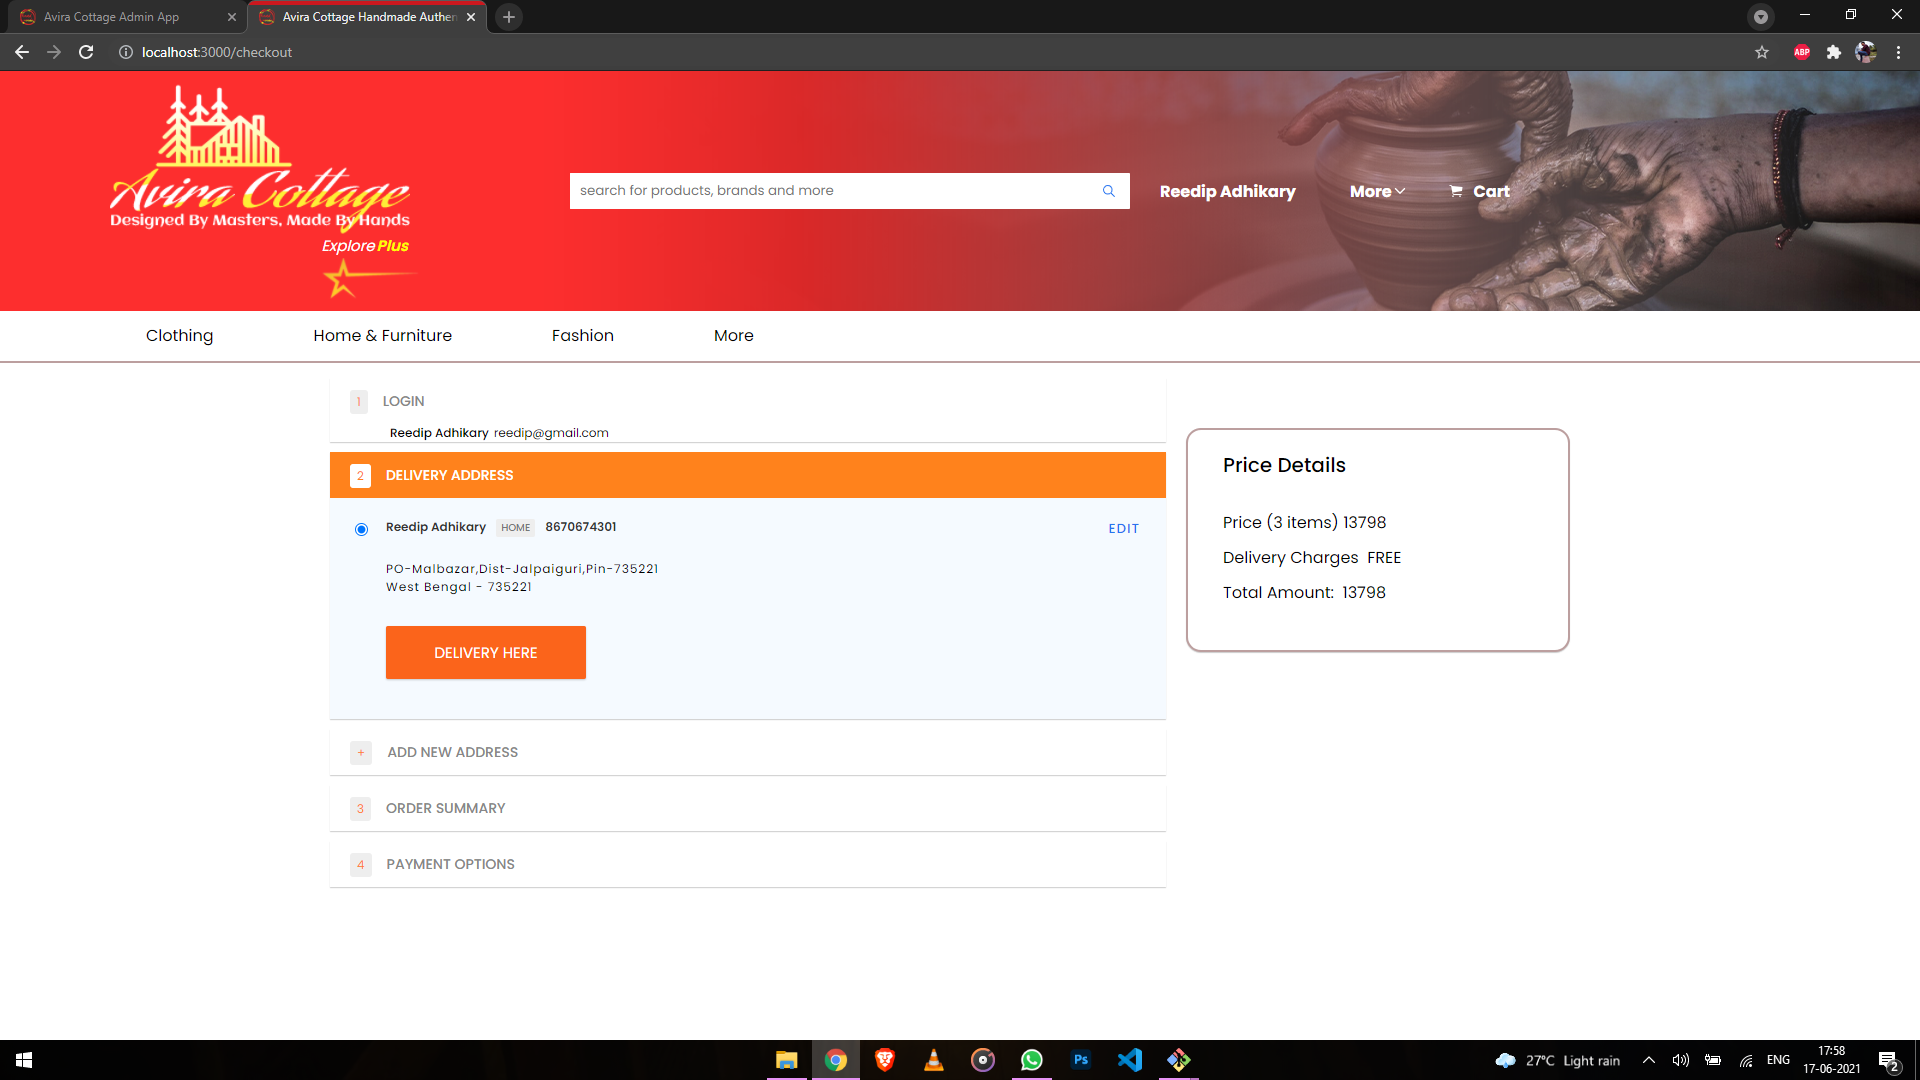 Avira Cottage Admin App
Avira Cottage Handmade Authen
localhost:3000/checkout
ABP
Avira Cottage
Designed By Masters, Made By Hands
Explore Plus
search for products, brands and more
Reedip Adhikary
More
Cart
Clothing
Home & Furniture
Fashion
More
1 LOGIN
Reedip Adhikary reedip@gmail.com
2 DELIVERY ADDRESS
Reedip Adhikary HOME 8670674301
EDIT
PO-Malbazar,Dist-Jalpaiguri,Pin-735221
West Bengal - 735221
DELIVERY HERE
+ ADD NEW ADDRESS
3 ORDER SUMMARY
4 PAYMENT OPTIONS
Price Details
Price (3 items) 13798
Delivery Charges FREE
Total Amount: 13798
Ps
27°C Light rain
ENG
17:58
17-06-2021
2